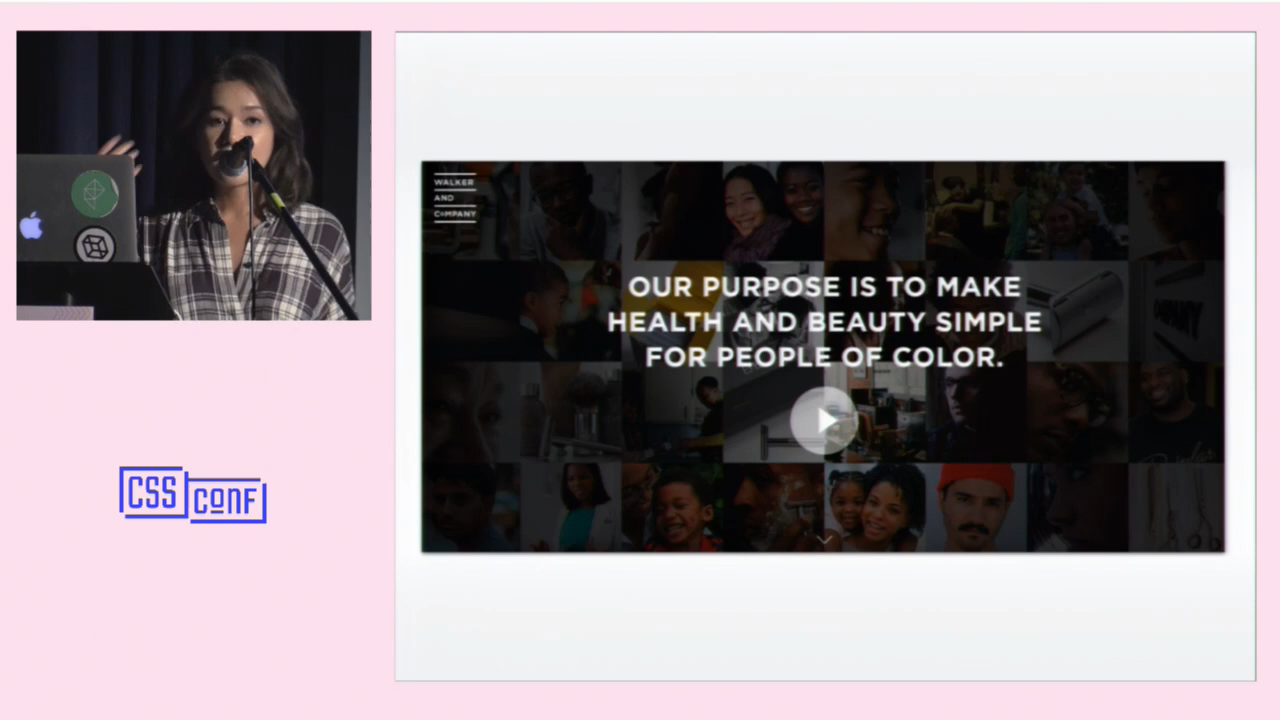 WALKER
AND
COMPANY
OUR PURPOSE IS TO MAKE
HEALTH AND BEAUTY SIMPLE
FOR PEOPLE OF COLOR.
CSS
CONF